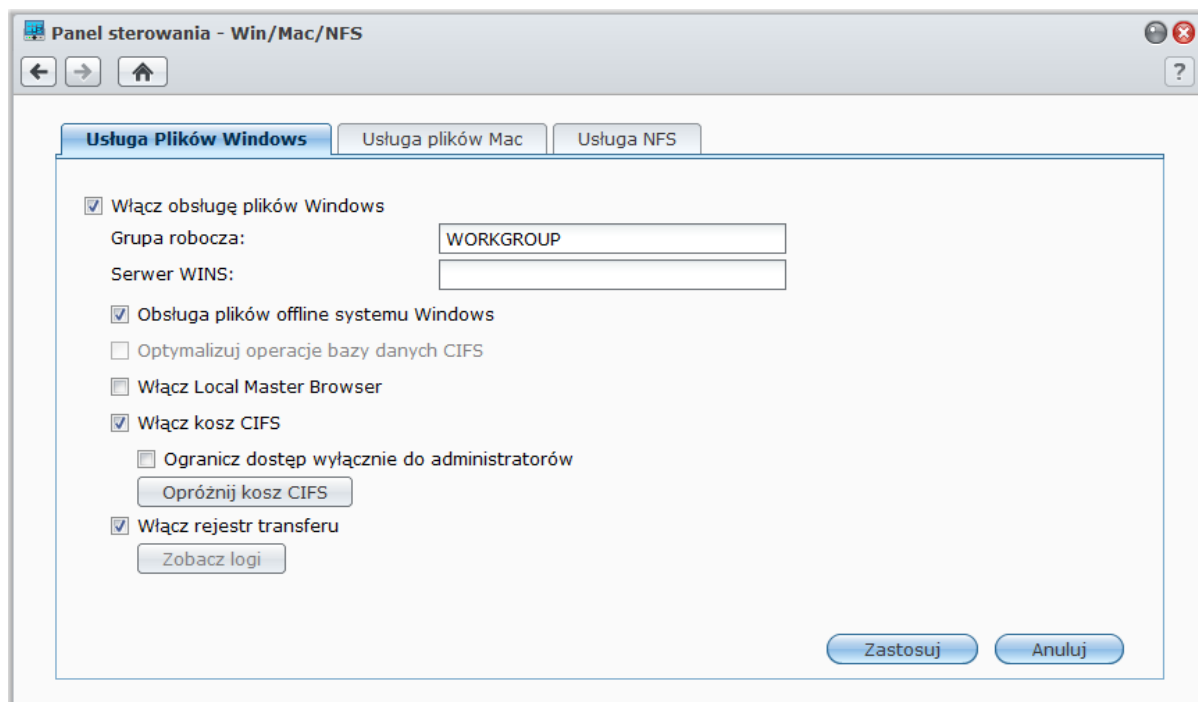 Panel sterowania - Win/Mac/NFS
?
Usługa Plików Windows
Usługa plików Mac
Usługa NFS
Włącz obsługę plików Windows
Grupa robocza: WORKGROUP
Serwer WINS:
Obsługa plików offline systemu Windows
Optymalizuj operacje bazy danych CIFS
Włącz Local Master Browser
Włącz kosz CIFS
Ogranicz dostęp wyłącznie do administratorów
Opróżnij kosz CIFS
Włącz rejestr transferu
Zobacz logi
Zastosuj
Anuluj